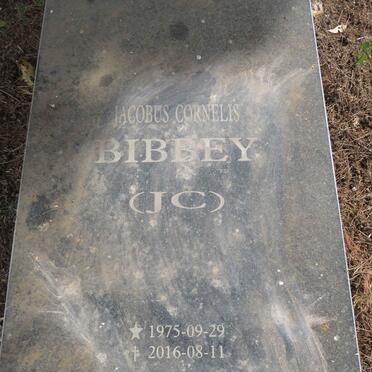 JACOBUS CORNELIS
BIBBEY
(JC)
★ 1975-09-29
✝ 2016-08-11